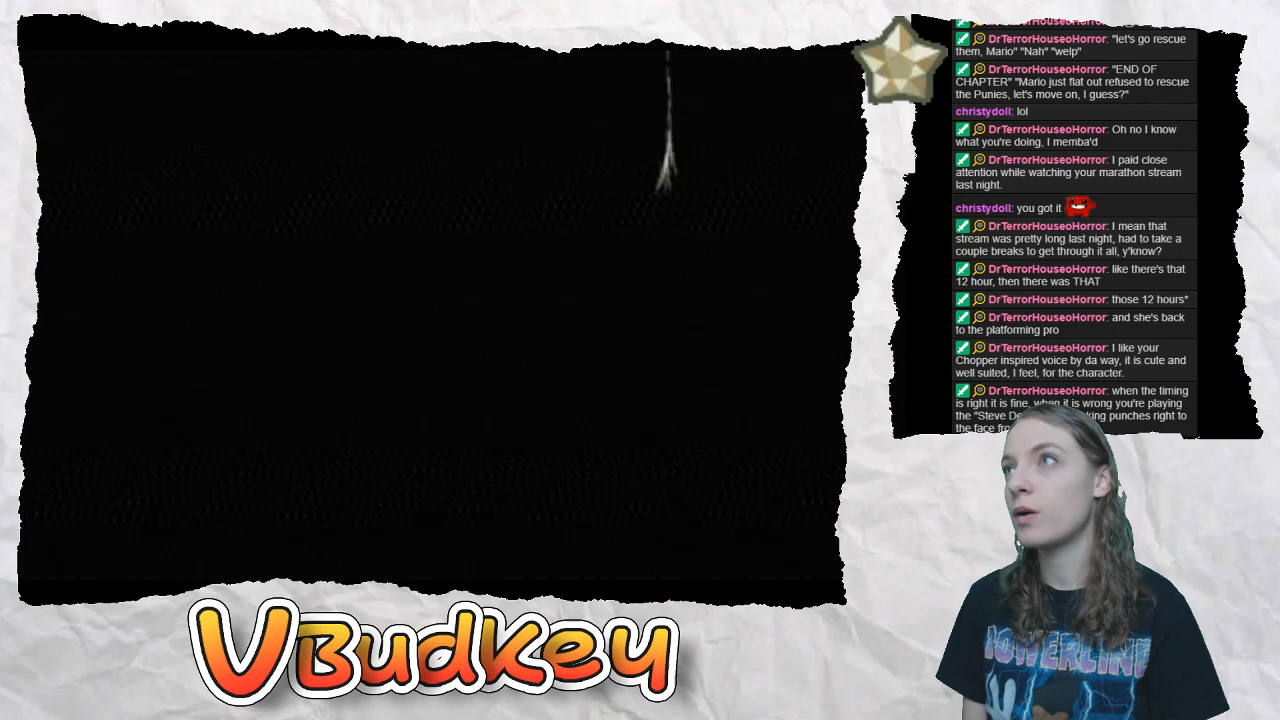 DrTerrorHouseoHorror: "let's go rescue
them, Mario" "Nah" "welp"
DrTerrorHouseoHorror: "END OF
CHAPTER" "Mario just flat out refused to rescue
the Punies, let's move on, I guess?"
christydoll: lol
DrTerrorHouseoHorror: Oh no I know
what you're doing, I memba'd
DrTerrorHouseoHorror: I paid close
attention while watching your marathon stream
last night.
christydoll: you got it
DrTerrorHouseoHorror: I mean that
stream was pretty long last night, had to take a
couple breaks to get through it all, y'know?
DrTerrorHouseoHorror: like there's that
12 hour, then there was THAT
DrTerrorHouseoHorror: those 12 hours*
DrTerrorHouseoHorror: and she's back
to the platforming pro
DrTerrorHouseoHorror: I like your
Chopper inspired voice by da way, it is cute and
well suited, I feel, for the character.
DrTerrorHouseoHorror: when the timing
is right it is fine, when it is wrong you're playing
the "Steve punches right to
the face
VBudkey
POWERLINE